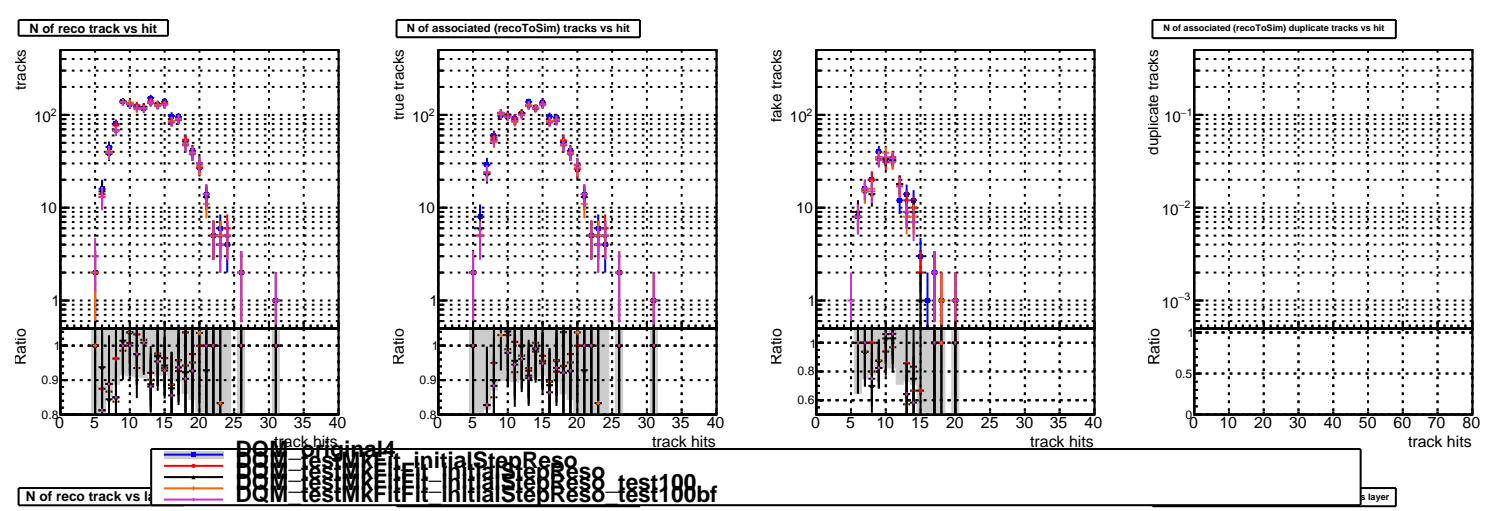 N of reco track vs hit
N of associated (recoToSim) tracks vs hit
N of associated (recoToSim) duplicate tracks vs hit
tracks
10²
10
1
Ratio
1
0.9
0.8
0 5 10 15 20 25 30 35 40
track hits
true tracks
10²
10
1
Ratio
1
0.9
0.8
0 5 10 15 20 25 30 35 40
track hits
fake tracks
10²
10
1
Ratio
1
0.8
0.6
0 5 10 15 20 25 30 35 40
track hits
duplicate tracks
10⁻¹
10⁻²
10⁻³
Ratio
1
0.5
0
0 10 20 30 40 50 60 70 80
track hits
DQM_original4
DQM_testMkFit_initialStepReso
DQM_testMkFitFit_initialStepReso
DQM_testMkFitFit_initialStepReso_test100
DQM_testMkFitFit_initialStepReso_test100bf
N of reco track vs la
s layer